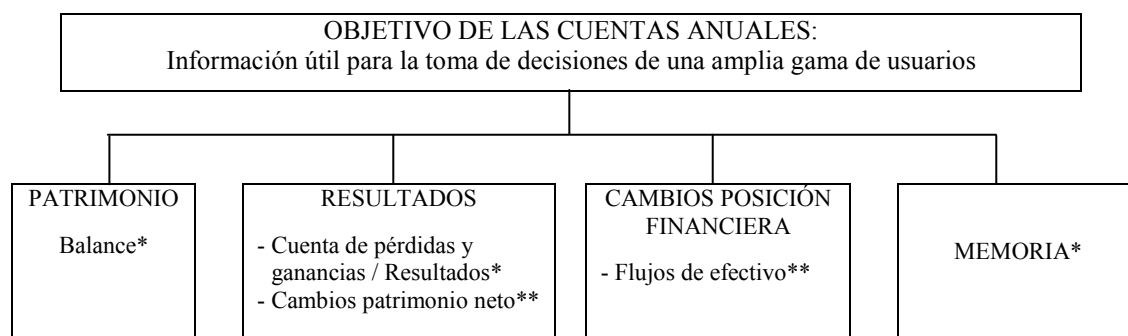 OBJETIVO DE LAS CUENTAS ANUALES:
Información útil para la toma de decisiones de una amplia gama de usuarios
PATRIMONIO
Balance*
RESULTADOS
- Cuenta de pérdidas y
ganancias / Resultados*
- Cambios patrimonio neto**
CAMBIOS POSICIÓN
FINANCIERA
- Flujos de efectivo**
MEMORIA*